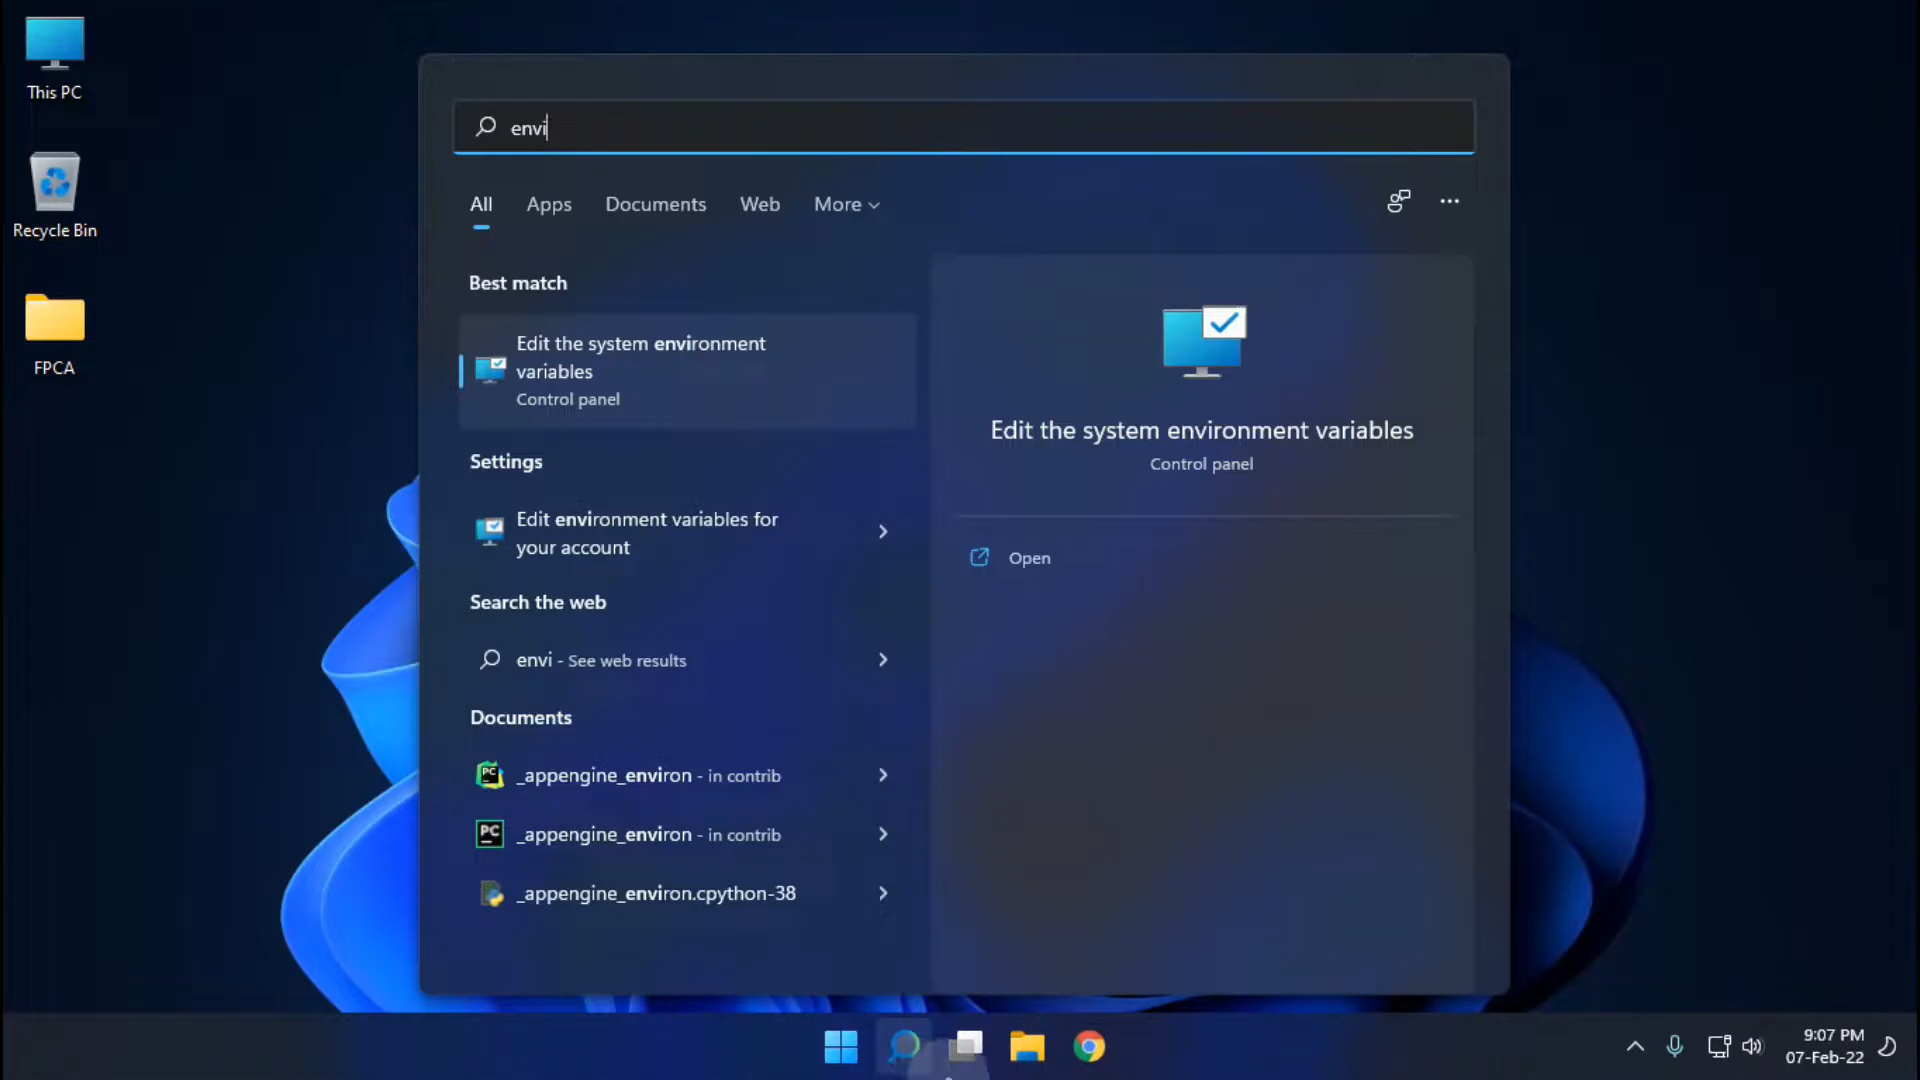 This PC
Recycle Bin
FPCA
envi
All Apps Documents Web More
Best match
Edit the system environment
variables
Control panel
Settings
Edit environment variables for
your account
Search the web
envi - See web results
Documents
PC _appengine_environ - in contrib
PC _appengine_environ - in contrib
_appengine_environ.cpython-38
Edit the system environment variables
Control panel
Open
9:07 PM
07-Feb-22